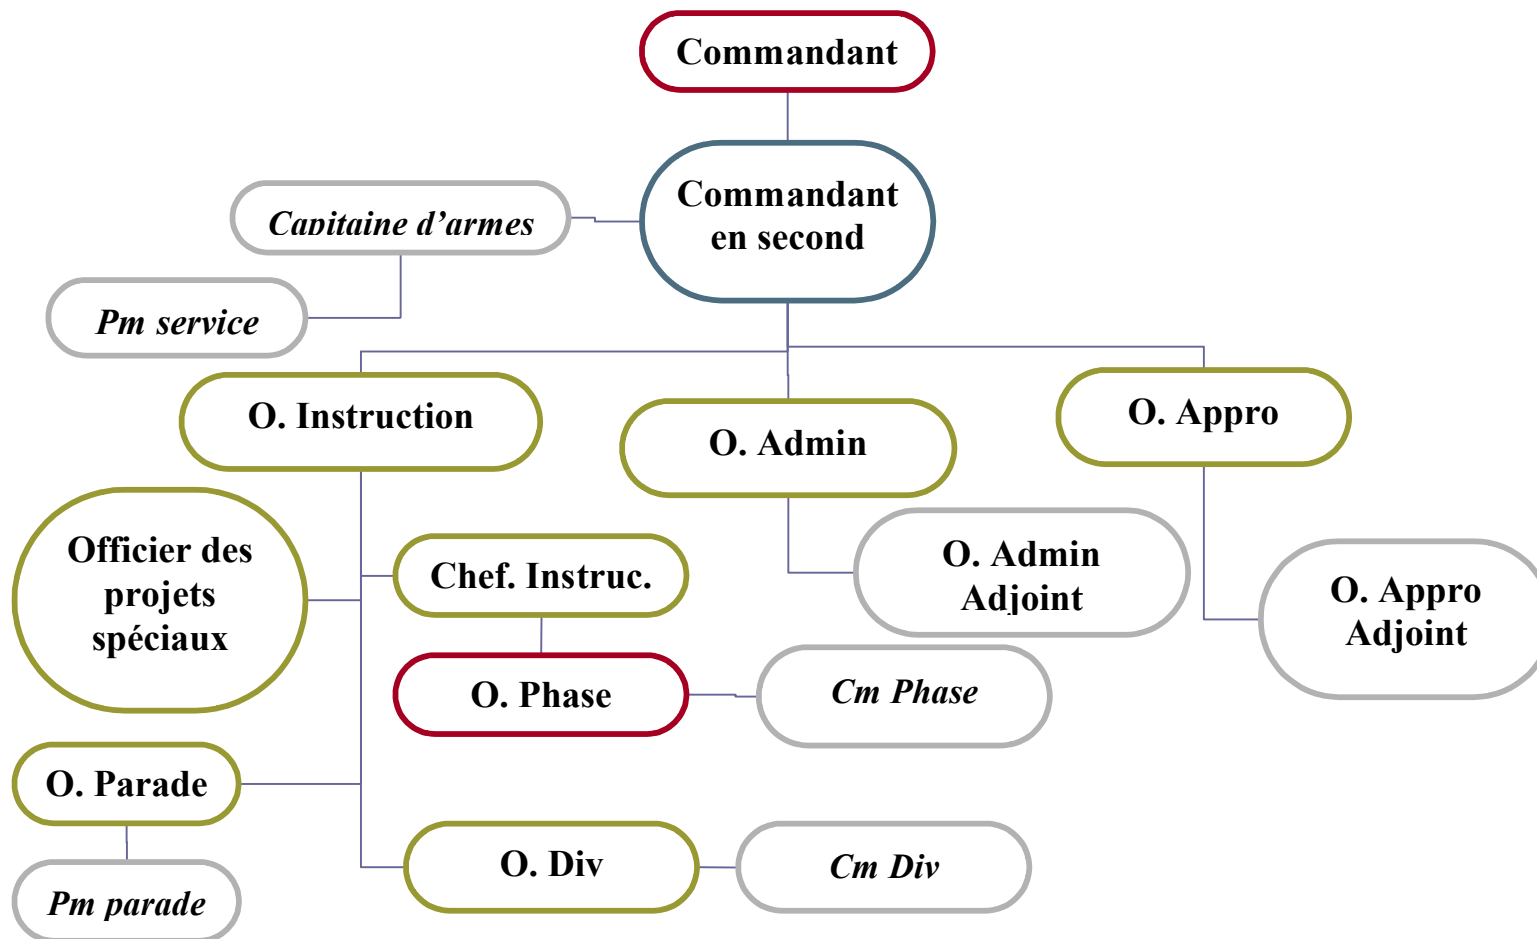 Commandant
Commandant
en second
Capitaine d’armes
Pm service
O. Instruction
O. Admin
O. Appro
Officier des
projets
spéciaux
Chef. Instruc.
O. Admin
Adjoint
O. Appro
Adjoint
O. Phase
Cm Phase
O. Parade
O. Div
Cm Div
Pm parade